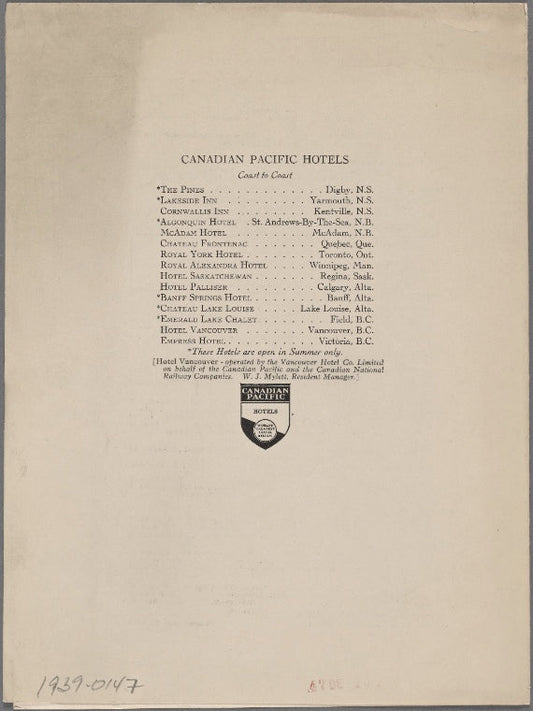 CANADIAN PACIFIC HOTELS
Coast to Coast
*THE PINES . . . . . . . . . . . . Digby, N.S.
*LAKESIDE INN . . . . . . . . . Yarmouth, N.S.
CORNWALLIS INN . . . . . . . . Kentville, N.S.
*ALGONQUIN HOTEL . St. Andrews-By-The-Sea, N.B.
MCADAM HOTEL . . . . . . . . McAdam, N.B.
CHATEAU FRONTENAC . . . . . . . Quebec, Que.
ROYAL YORK HOTEL . . . . . . . . Toronto, Ont.
ROYAL ALEXANDRA HOTEL . . . . Winnipeg, Man.
HOTEL SASKATCHEWAN . . . . . . Regina, Sask.
HOTEL PALLISER . . . . . . . . Calgary, Alta.
*BANFF SPRINGS HOTEL . . . . . . . Banff, Alta.
*CHATEAU LAKE LOUISE . . . . Lake Louise, Alta.
*EMERALD LAKE CHALET . . . . . . Field, B.C.
HOTEL VANCOUVER . . . . . . . Vancouver, B.C.
EMPRESS HOTEL . . . . . . . . . Victoria, B.C.
*These Hotels are open in Summer only.
[Hotel Vancouver - operated by the Vancouver Hotel Co. Limited
on behalf of the Canadian Pacific and the Canadian National
Railway Companies. W. J. Mylett, Resident Manager.]
CANADIAN
PACIFIC
HOTELS
WORLD'S
GREATEST
TRAVEL
SYSTEM
1939-0147